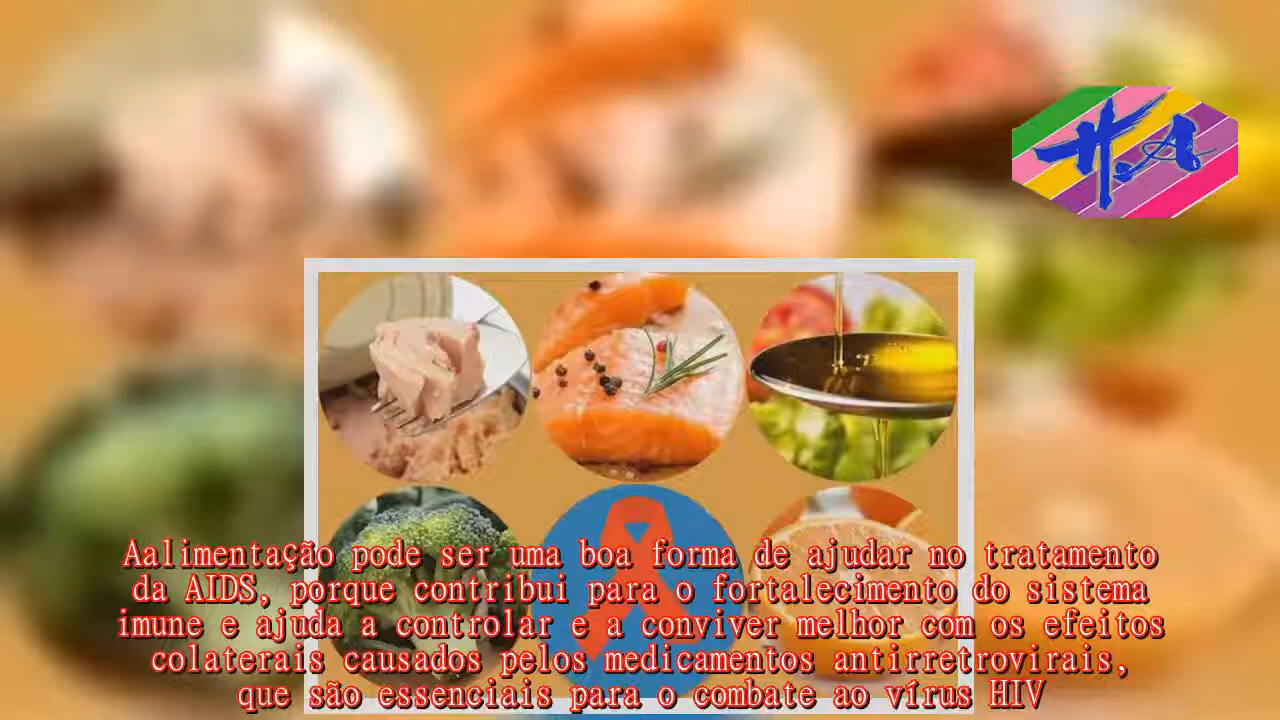 H.A
Aalimentação pode ser uma boa forma de ajudar no tratamento
da AIDS, porque contribui para o fortalecimento do sistema
imune e ajuda a controlar e a conviver melhor com os efeitos
colaterais causados pelos medicamentos antirretrovirais,
que são essenciais para o combate ao vírus HIV